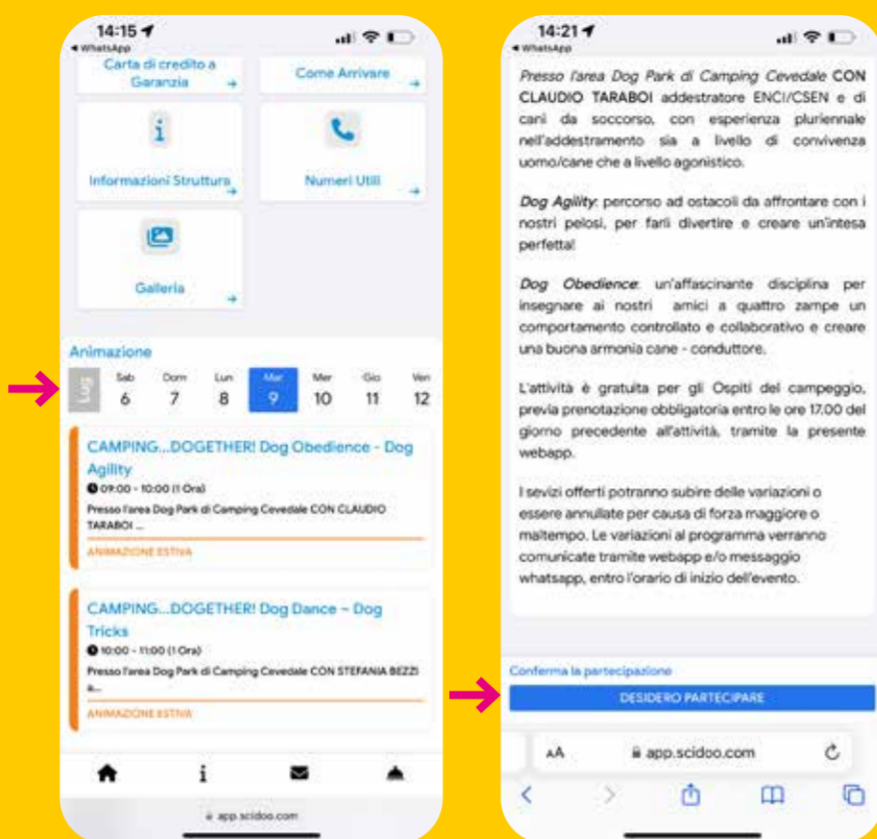 14:15
WhatsApp
Carta di credito a
Garanzia
Come Arrivare
Informazioni Struttura
Numeri Utili
Galleria
Animazione
Lug
Sab Dom Lun Mar Mer Gio Ven
6 7 8 9 10 11 12
CAMPING...DOGETHER! Dog Obedience - Dog
Agility
09:00 - 10:00 (1 Ora)
Presso l'area Dog Park di Camping Cevedale CON CLAUDIO
TARABOI ...
ANIMAZIONE ESTIVA
CAMPING...DOGETHER! Dog Dance – Dog
Tricks
10:00 - 11:00 (1 Ora)
Presso l'area Dog Park di Camping Cevedale CON STEFANIA BEZZI
a...
ANIMAZIONE ESTIVA
app.scidoo.com
14:21
WhatsApp
Presso l'area Dog Park di Camping Cevedale CON
CLAUDIO TARABOI addestratore ENCI/CSEN e di
cani da soccorso, con esperienza pluriennale
nell'addestramento sia a livello di convivenza
uomo/cane che a livello agonistico.
Dog Agility: percorso ad ostacoli da affrontare con i
nostri pelosi, per farli divertire e creare un'intesa
perfetta!
Dog Obedience: un'affascinante disciplina per
insegnare ai nostri amici a quattro zampe un
comportamento controllato e collaborativo e creare
una buona armonia cane - conduttore.
L'attività è gratuita per gli Ospiti del campeggio,
previa prenotazione obbligatoria entro le ore 17.00 del
giorno precedente all'attività, tramite la presente
webapp.
I sevizi offerti potranno subire delle variazioni o
essere annullate per causa di forza maggiore o
maltempo. Le variazioni al programma verranno
comunicate tramite webapp e/o messaggio
whatsapp, entro l'orario di inizio dell'evento.
Conferma la partecipazione
DESIDERO PARTECIPARE
AA app.scidoo.com